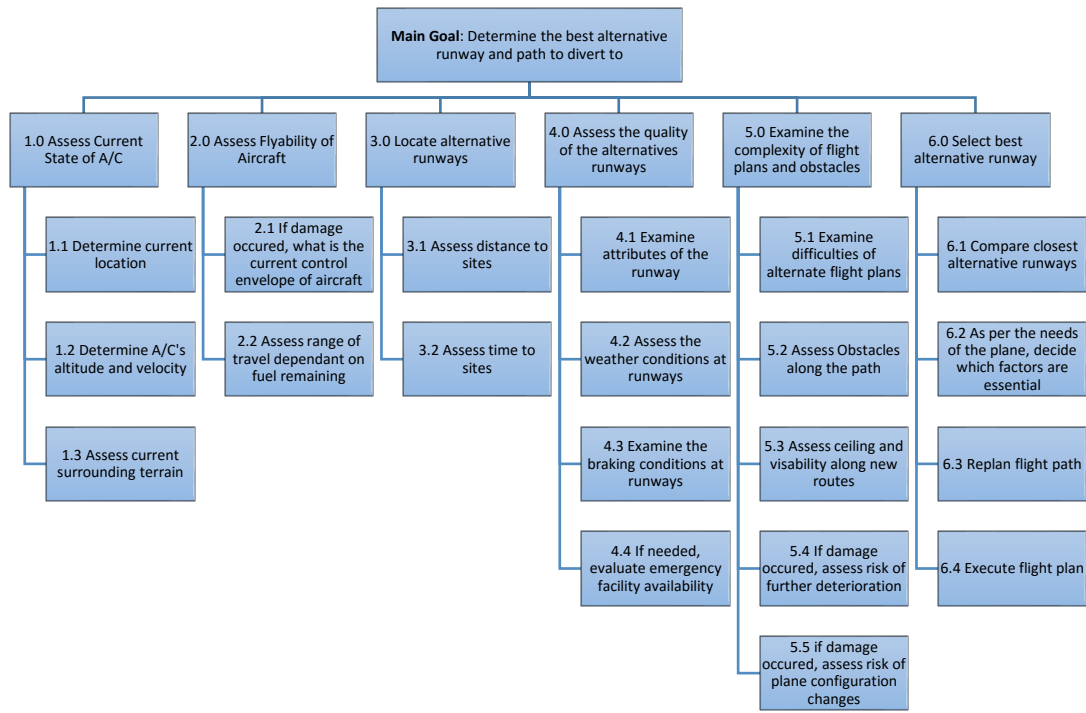 Main Goal: Determine the best alternative
runway and path to divert to
1.0 Assess Current
State of A/C
1.1 Determine current
location
1.2 Determine A/C's
altitude and velocity
1.3 Assess current
surrounding terrain
2.0 Assess Flyability of
Aircraft
2.1 If damage
occured, what is the
current control
envelope of aircraft
2.2 Assess range of
travel dependant on
fuel remaining
3.0 Locate alternative
runways
3.1 Assess distance to
sites
3.2 Assess time to
sites
4.0 Assess the quality
of the alternatives
runways
4.1 Examine
attributes of the
runway
4.2 Assess the
weather conditions at
runways
4.3 Examine the
braking conditions at
runways
4.4 If needed,
evaluate emergency
facility availability
5.0 Examine the
complexity of flight
plans and obstacles
5.1 Examine
difficulties of
alternate flight plans
5.2 Assess Obstacles
along the path
5.3 Assess ceiling and
visability along new
routes
5.4 If damage
occured, assess risk of
further deterioration
5.5 if damage
occured, assess risk of
plane configuration
changes
6.0 Select best
alternative runway
6.1 Compare closest
alternative runways
6.2 As per the needs
of the plane, decide
which factors are
essential
6.3 Replan flight path
6.4 Execute flight plan